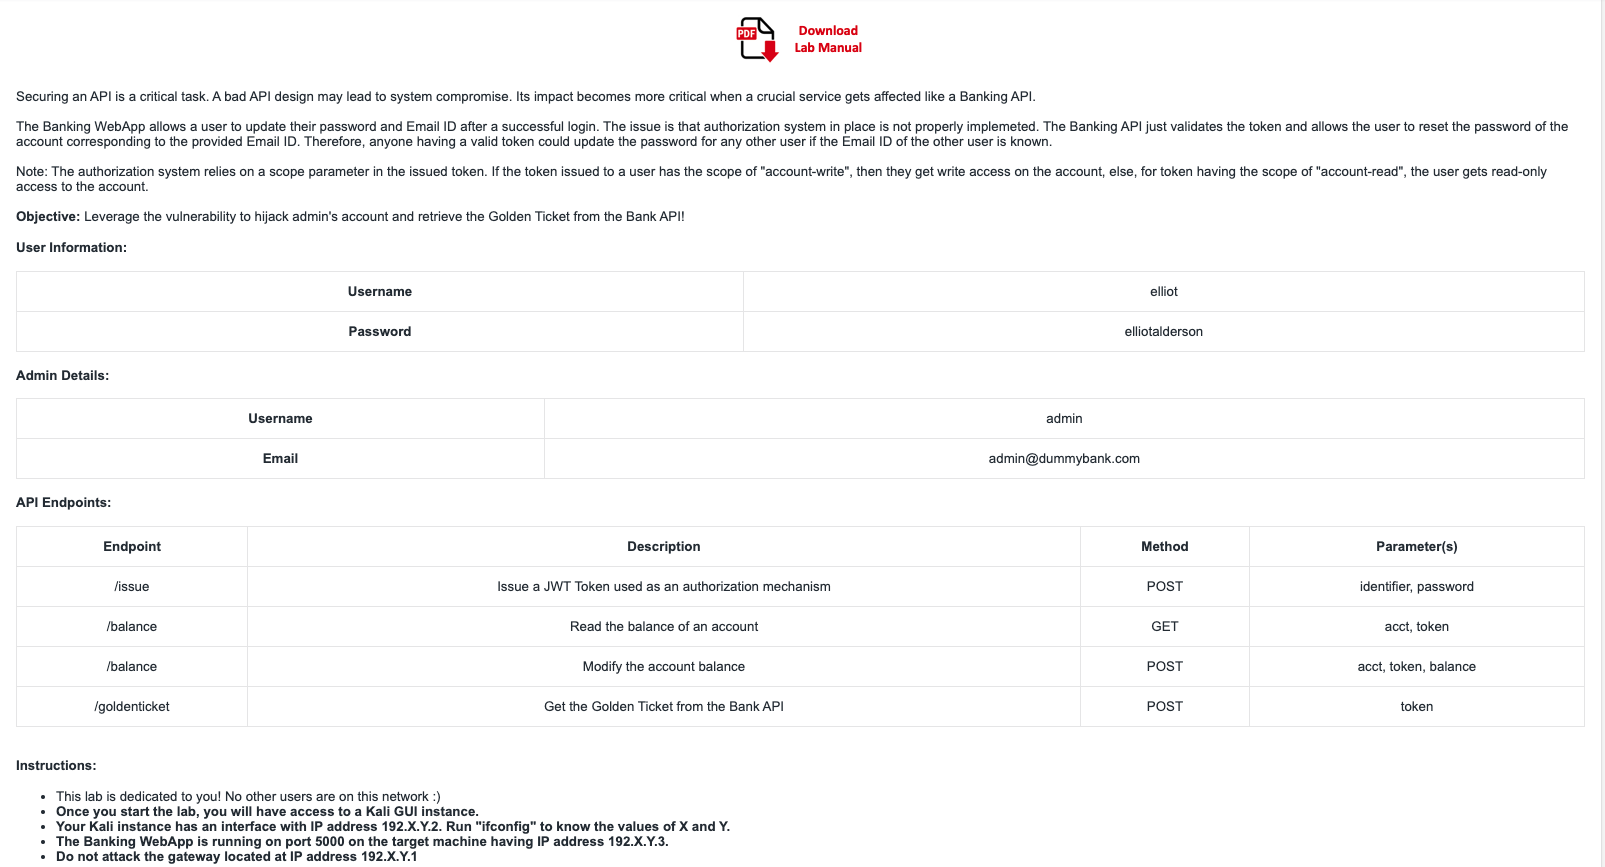 PDF
Download
Lab Manual
Securing an API is a critical task. A bad API design may lead to system compromise. Its impact becomes more critical when a crucial service gets affected like a Banking API.
The Banking WebApp allows a user to update their password and Email ID after a successful login. The issue is that authorization system in place is not properly implemeted. The Banking API just validates the token and allows the user to reset the password of the
account corresponding to the provided Email ID. Therefore, anyone having a valid token could update the password for any other user if the Email ID of the other user is known.
Note: The authorization system relies on a scope parameter in the issued token. If the token issued to a user has the scope of "account-write", then they get write access on the account, else, for token having the scope of "account-read", the user gets read-only
access to the account.
Objective: Leverage the vulnerability to hijack admin's account and retrieve the Golden Ticket from the Bank API!
User Information:
Username elliot
Password elliotalderson
Admin Details:
Username admin
Email admin@dummybank.com
API Endpoints:
Endpoint Description Method Parameter(s)
/issue Issue a JWT Token used as an authorization mechanism POST identifier, password
/balance Read the balance of an account GET acct, token
/balance Modify the account balance POST acct, token, balance
/goldenticket Get the Golden Ticket from the Bank API POST token
Instructions:
• This lab is dedicated to you! No other users are on this network :)
• Once you start the lab, you will have access to a Kali GUI instance.
• Your Kali instance has an interface with IP address 192.X.Y.2. Run "ifconfig" to know the values of X and Y.
• The Banking WebApp is running on port 5000 on the target machine having IP address 192.X.Y.3.
• Do not attack the gateway located at IP address 192.X.Y.1